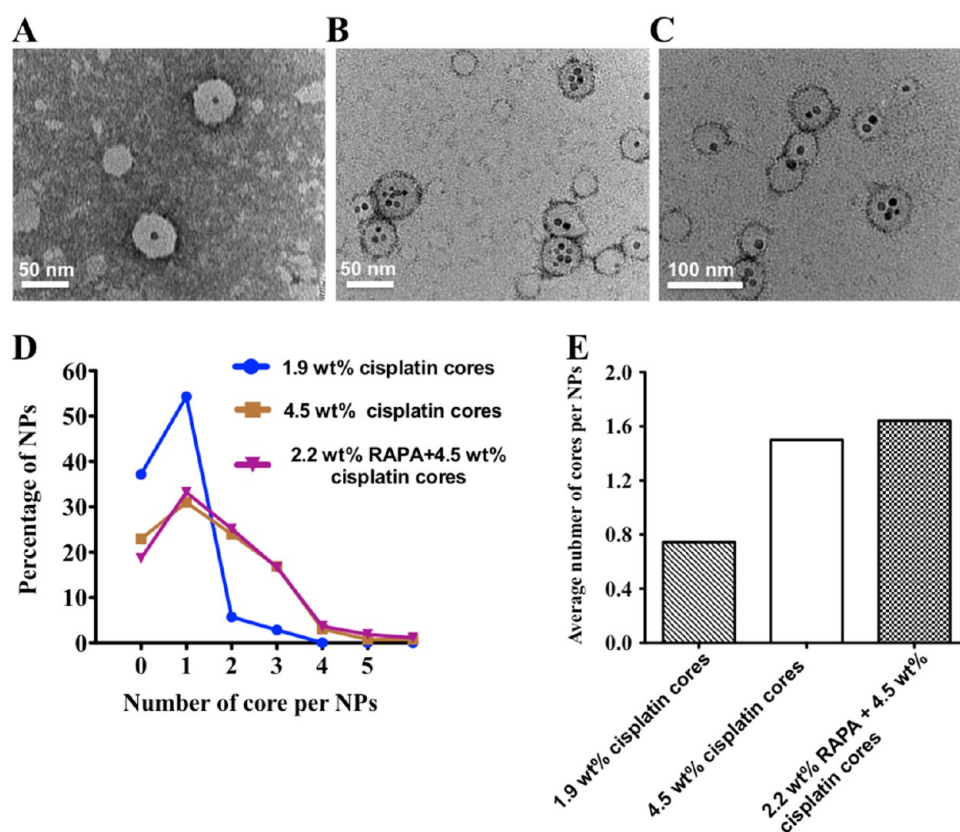 A
B
C
50 nm
50 nm
100 nm
D
1.9 wt% cisplatin cores
4.5 wt% cisplatin cores
2.2 wt% RAPA+4.5 wt%
cisplatin cores
Percentage of NPs
60
50
40
30
20
10
0
0 1 2 3 4 5
Number of core per NPs
E
Average nubmer of cores per NPs
2.0
1.6
1.2
0.8
0.4
0.0
1.9 wt% cisplatin cores
4.5 wt% cisplatin cores
2.2 wt% RAPA + 4.5 wt%
cisplatin cores